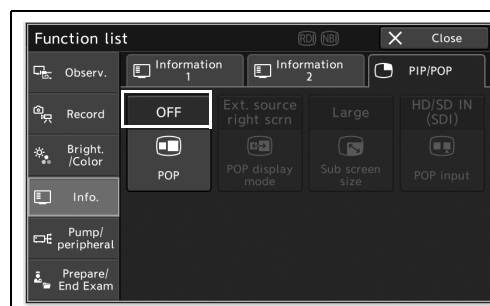 Function list
RDI NBI
Close
Observ.
Record
Bright.
/Color
Info.
Pump/
peripheral
Prepare/
End Exam
Information
1
Information
2
PIP/POP
OFF
POP
Ext. source
right scrn
POP display
mode
Large
Sub screen
size
HD/SD IN
(SDI)
POP input